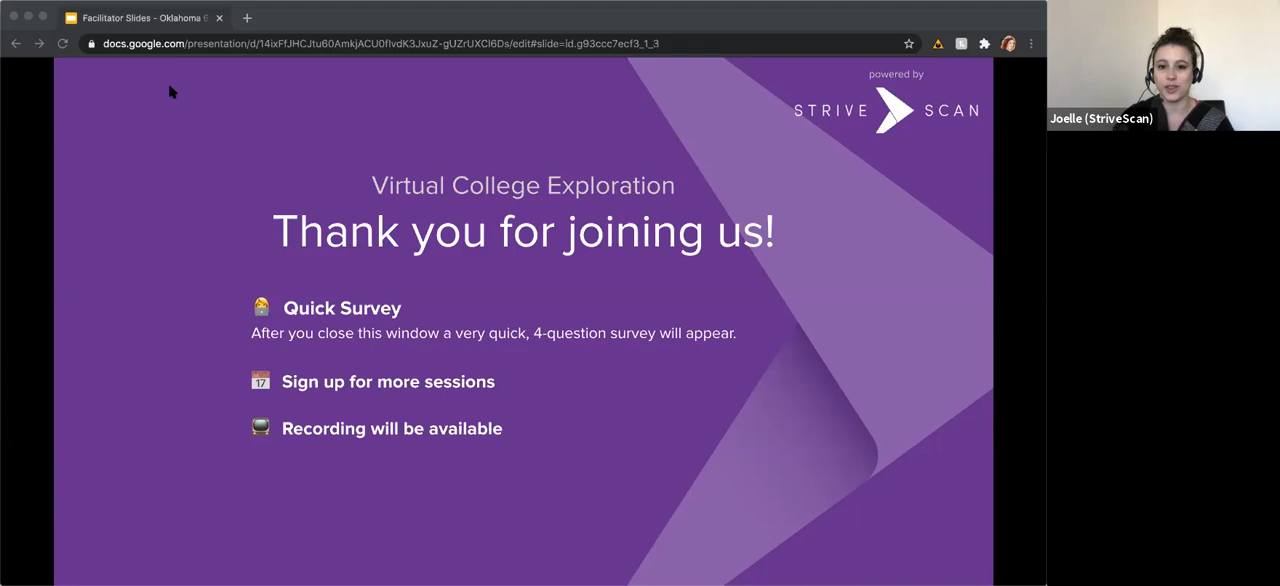 Facilitator Slides - Oklahoma
docs.google.com/presentation/d/14ixFfJHCJtu60AmkjACU0fIvdK3JxuZ-gUZrUXCl6Ds/edit#slide=id.g93ccc7ecf3_1_3
powered by
STRIVE SCAN
Joelle (StriveScan)
Virtual College Exploration
Thank you for joining us!
Quick Survey
After you close this window a very quick, 4-question survey will appear.
17
Sign up for more sessions
Recording will be available